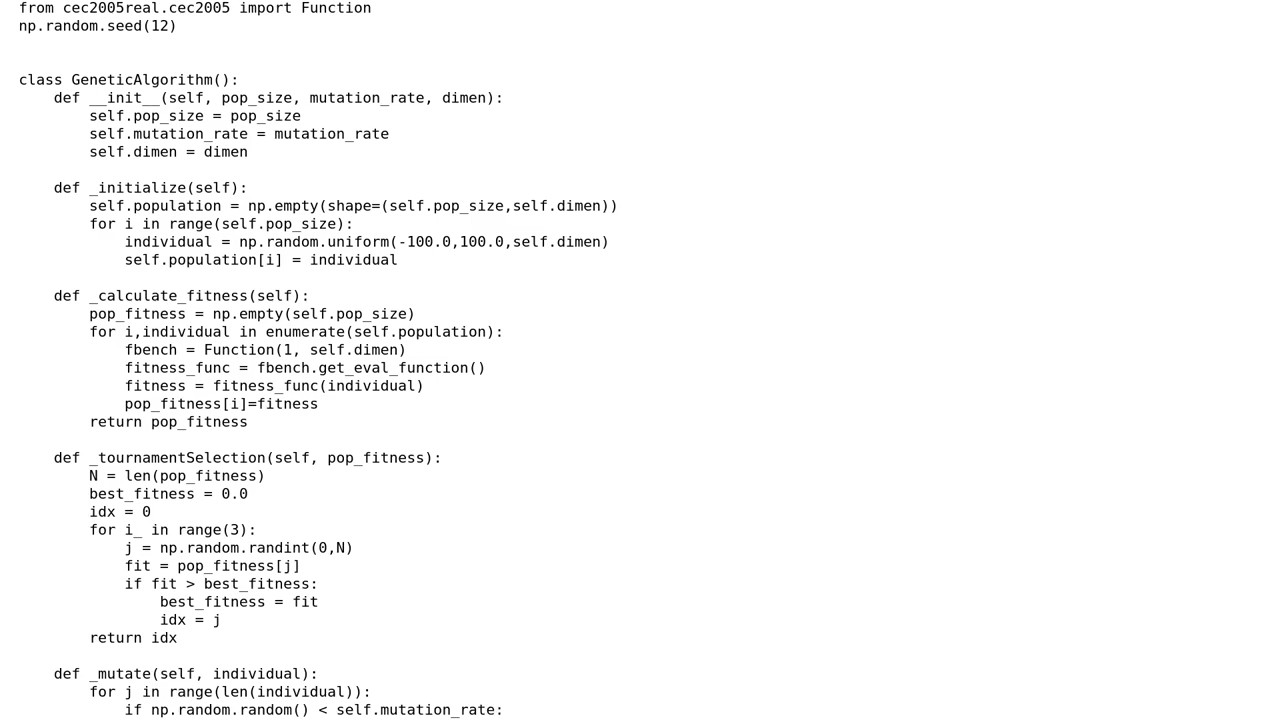 from cec2005real.cec2005 import Function
np.random.seed(12)
class GeneticAlgorithm():
def __init__(self, pop_size, mutation_rate, dimen):
self.pop_size = pop_size
self.mutation_rate = mutation_rate
self.dimen = dimen
def _initialize(self):
self.population = np.empty(shape=(self.pop_size,self.dimen))
for i in range(self.pop_size):
individual = np.random.uniform(-100.0,100.0,self.dimen)
self.population[i] = individual
def _calculate_fitness(self):
pop_fitness = np.empty(self.pop_size)
for i,individual in enumerate(self.population):
fbench = Function(1, self.dimen)
fitness_func = fbench.get_eval_function()
fitness = fitness_func(individual)
pop_fitness[i]=fitness
return pop_fitness
def _tournamentSelection(self, pop_fitness):
N = len(pop_fitness)
best_fitness = 0.0
idx = 0
for i_ in range(3):
j = np.random.randint(0,N)
fit = pop_fitness[j]
if fit > best_fitness:
best_fitness = fit
idx = j
return idx
def _mutate(self, individual):
for j in range(len(individual)):
if np.random.random() < self.mutation_rate: